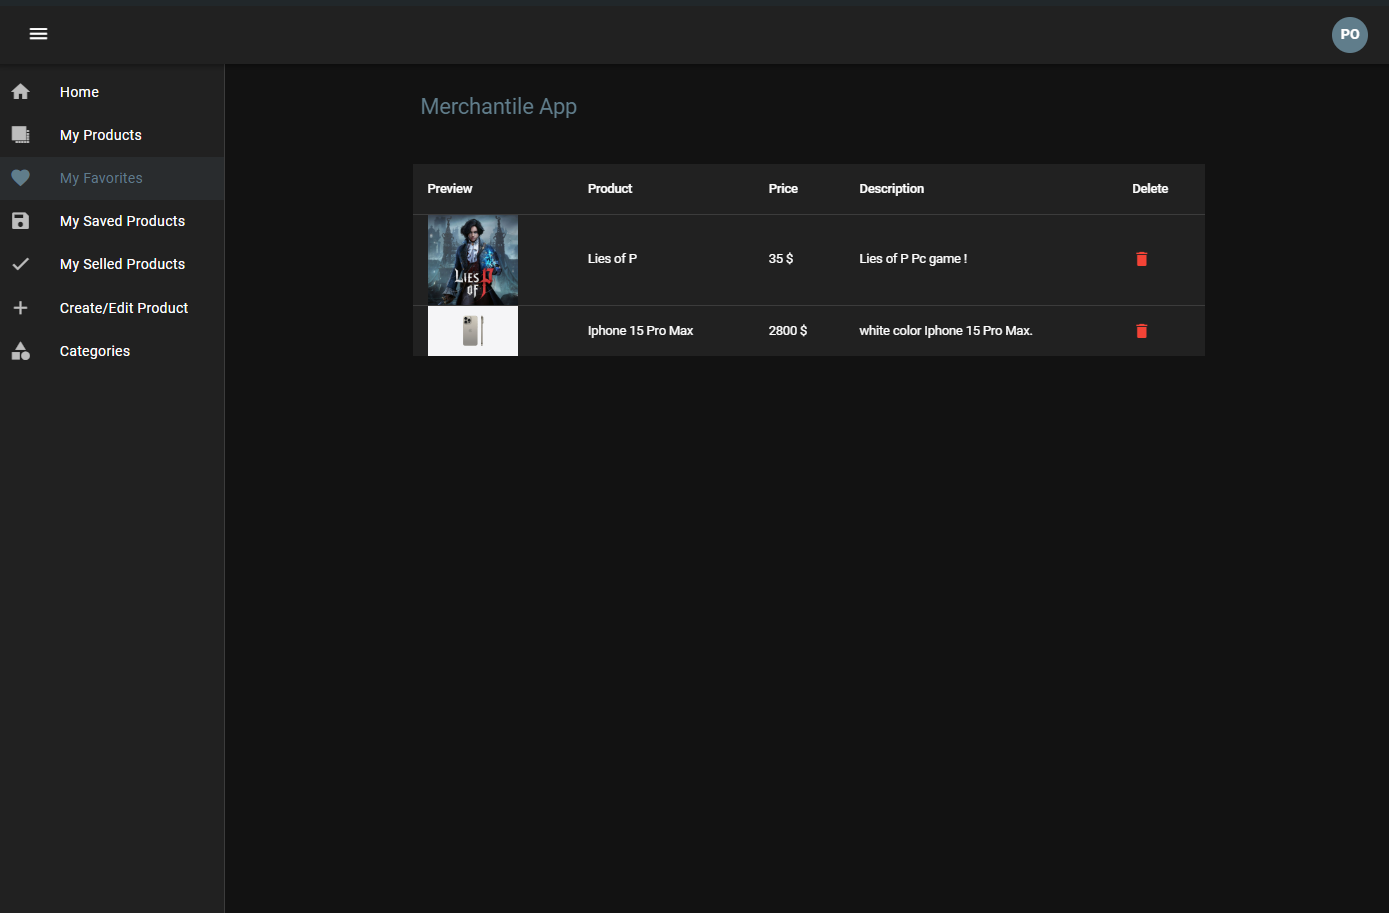 PO
Home
My Products
My Favorites
My Saved Products
My Selled Products
Create/Edit Product
Categories
Merchantile App
Preview Product Price Description Delete
LIES
OF P
Lies of P 35 $ Lies of P Pc game !
Iphone 15 Pro Max 2800 $ white color Iphone 15 Pro Max.